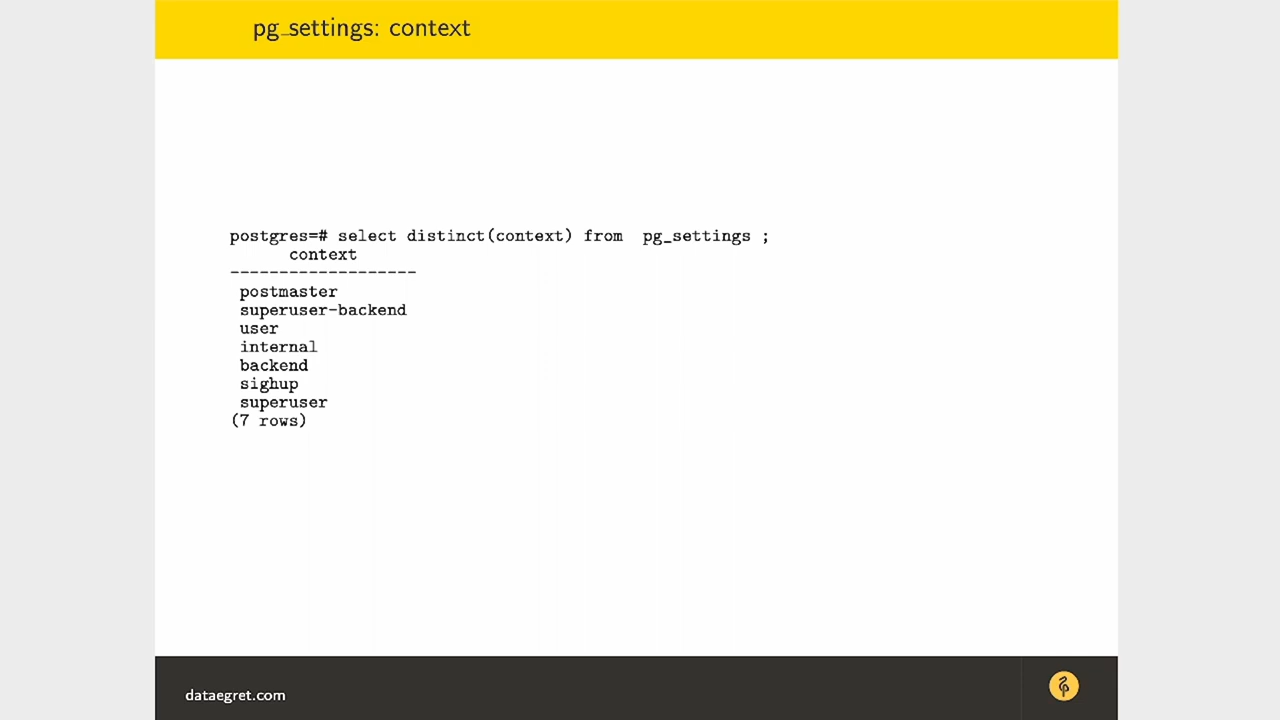 pg_settings: context
postgres=# select distinct(context) from  pg_settings ;
      context
-------------------
 postmaster
 superuser-backend
 user
 internal
 backend
 sighup
 superuser
(7 rows)
dataegret.com